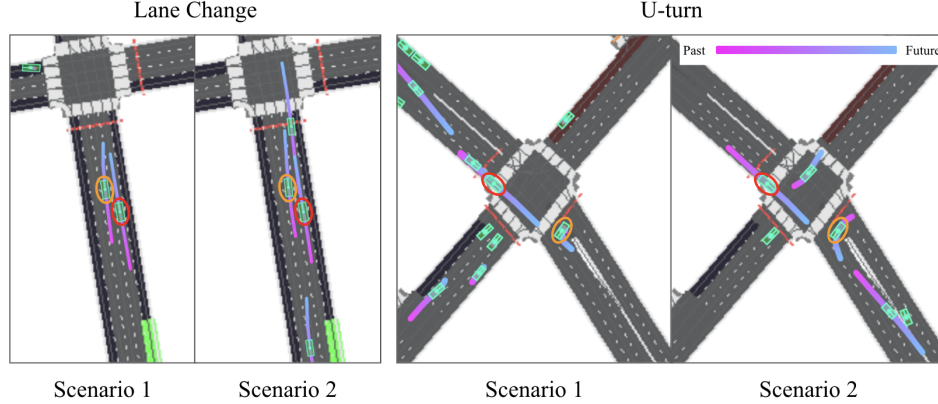 Lane Change
U-turn
Past
Future
Scenario 1
Scenario 2
Scenario 1
Scenario 2